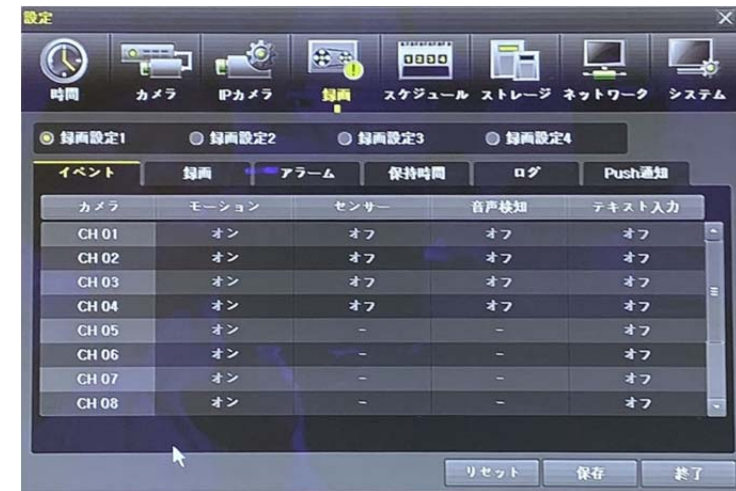 設定
時間 カメラ IPカメラ 録画 スケジュール ストレージ ネットワーク システム
録画設定1 録画設定2 録画設定3 録画設定4
イベント 録画 アラーム 保持時間 ログ Push通知
カメラ モーション センサー 音声検知 テキスト入力
CH 01 オン オフ オフ オフ
CH 02 オン オフ オフ オフ
CH 03 オン オフ オフ オフ
CH 04 オン オフ オフ オフ
CH 05 オン - - オフ
CH 06 オン - - オフ
CH 07 オン - - オフ
CH 08 オン - - オフ
リセット 保存 終了